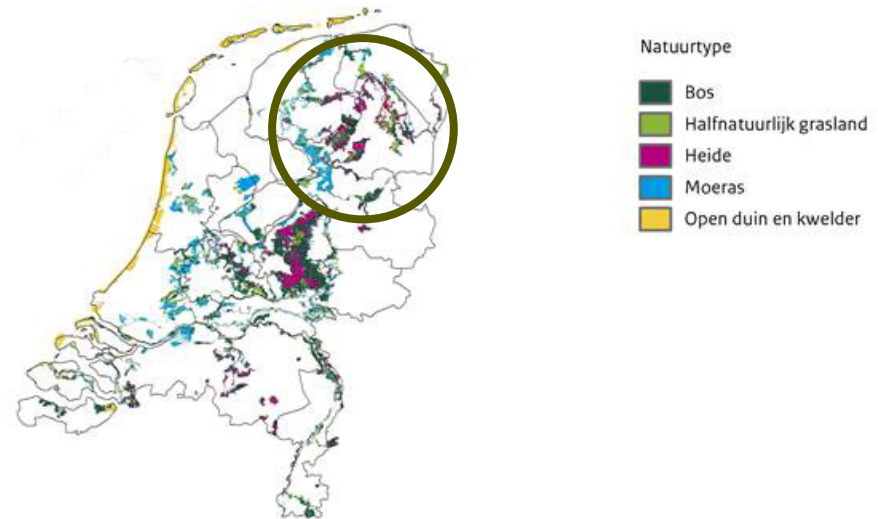 Natuurtype
Bos
Halfnatuurlijk grasland
Heide
Moeras
Open duin en kwelder